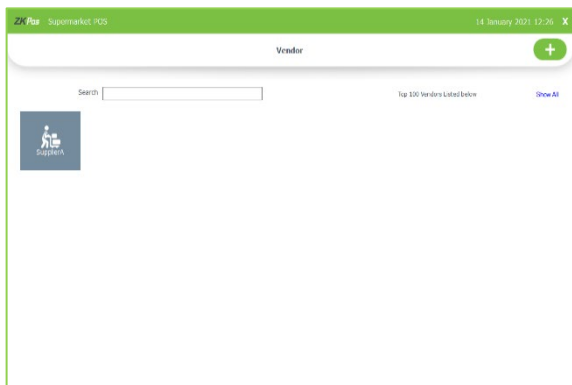 ZKPos Supermarket POS 14 January 2021 12:26 X
Vendor +
Search Top 100 Vendors Listed below Show All
SupplierA